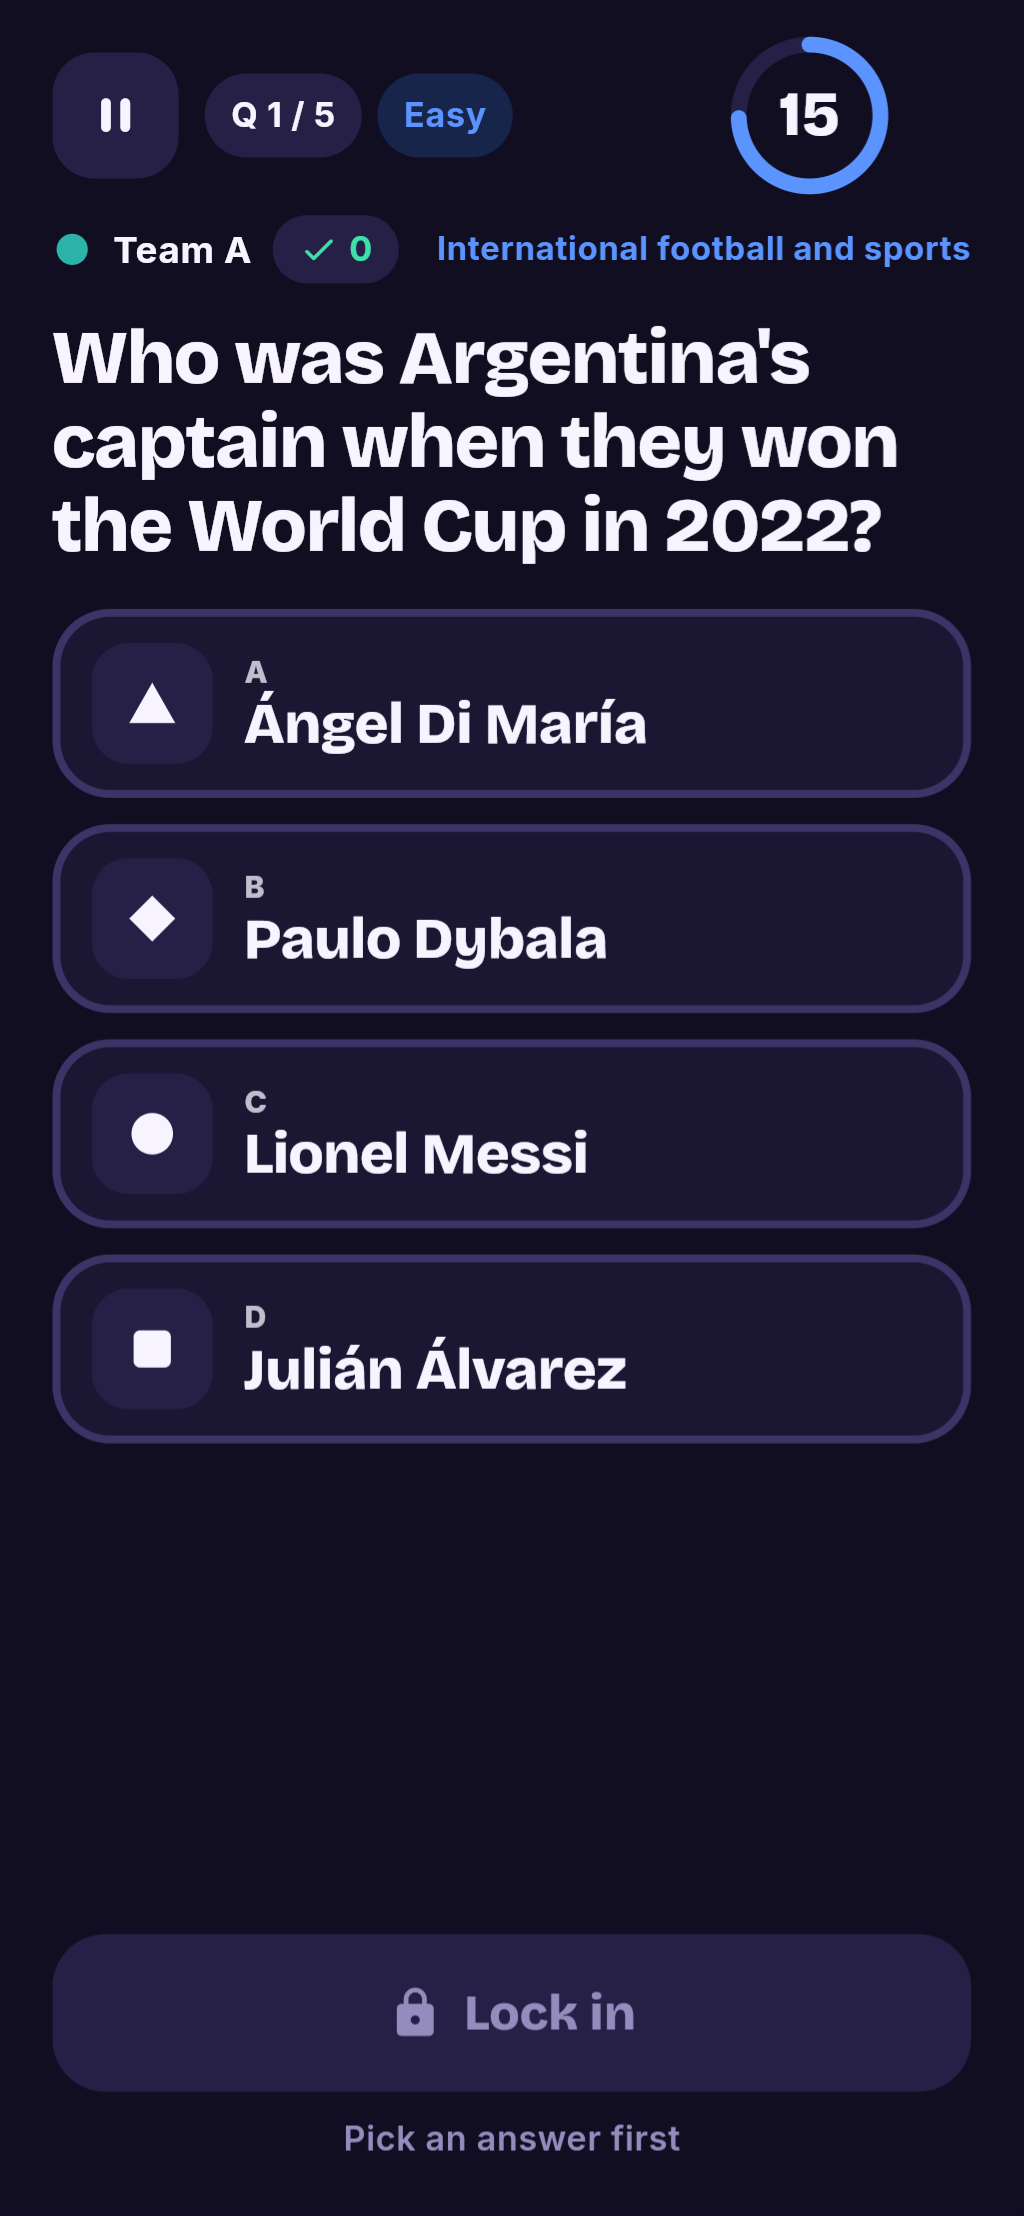 Q 1 / 5
Easy
15
Team A
0
International football and sports
Who was Argentina's
captain when they won
the World Cup in 2022?
A
Ángel Di María
B
Paulo Dybala
C
Lionel Messi
D
Julián Álvarez
Lock in
Pick an answer first